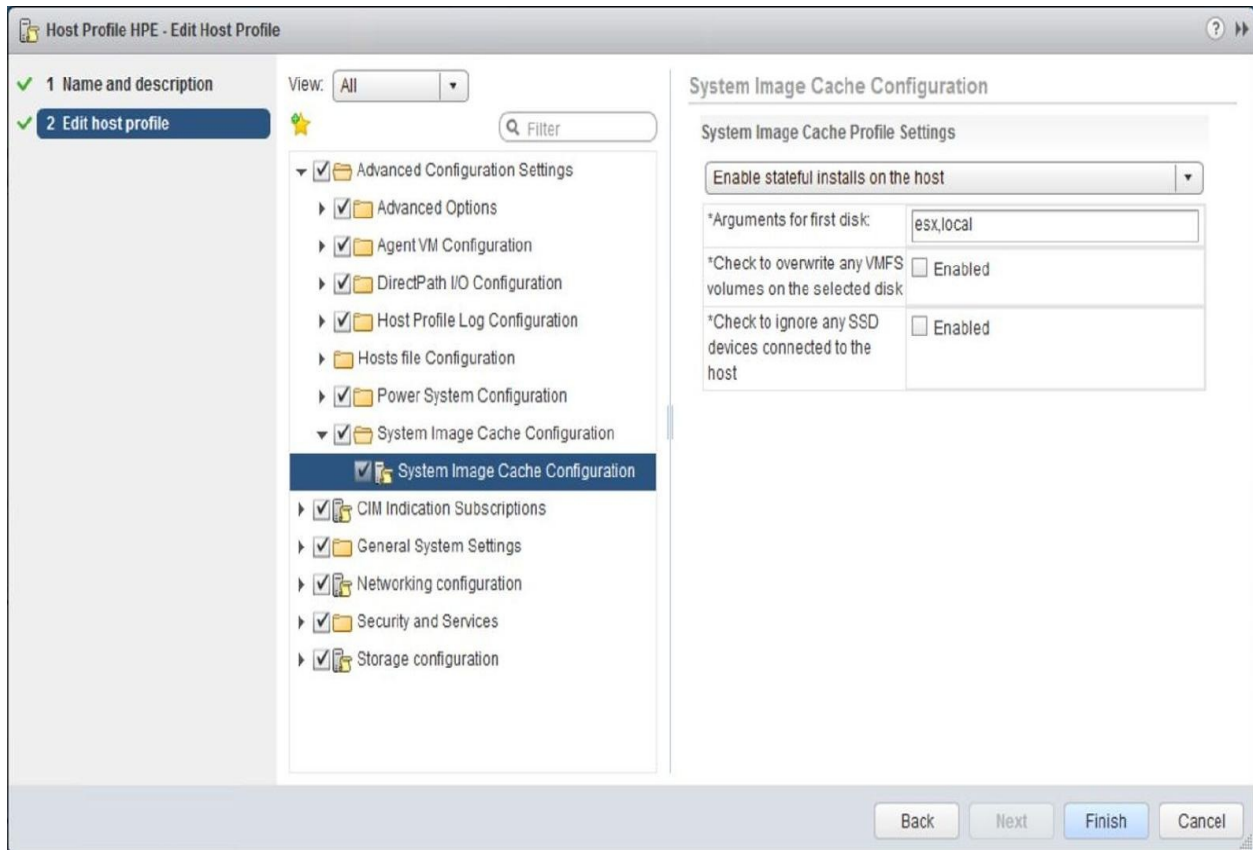 Host Profile HPE - Edit Host Profile
?
1 Name and description
2 Edit host profile
View: All
Filter
Advanced Configuration Settings
Advanced Options
Agent VM Configuration
DirectPath I/O Configuration
Host Profile Log Configuration
Hosts file Configuration
Power System Configuration
System Image Cache Configuration
System Image Cache Configuration
CIM Indication Subscriptions
General System Settings
Networking configuration
Security and Services
Storage configuration
System Image Cache Configuration
System Image Cache Profile Settings
Enable stateful installs on the host
*Arguments for first disk:
esx,local
*Check to overwrite any VMFS
volumes on the selected disk
Enabled
*Check to ignore any SSD
devices connected to the
host
Enabled
Back
Next
Finish
Cancel